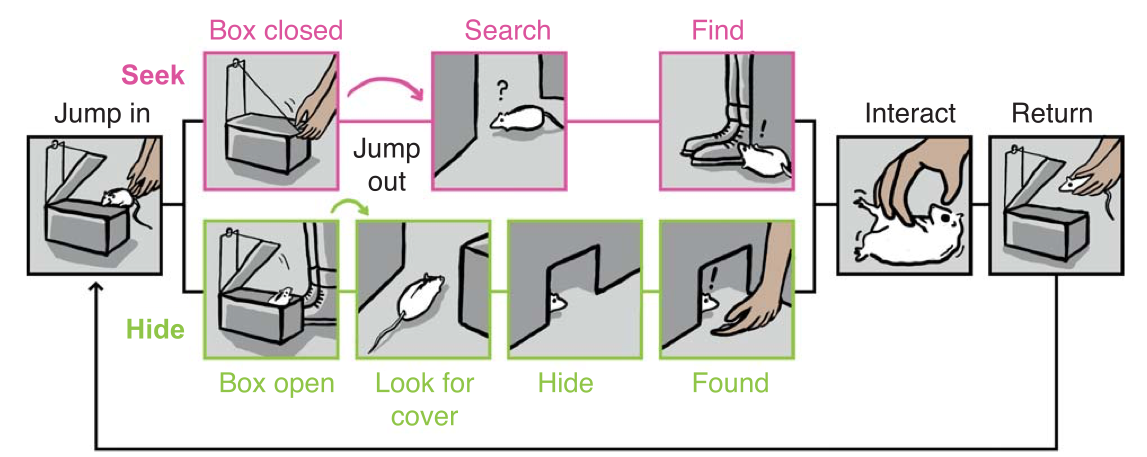 Box closed
Search
Find
Seek
Jump in
?
!
Interact
Return
Jump
out
!
Hide
Box open
Look for
cover
Hide
Found